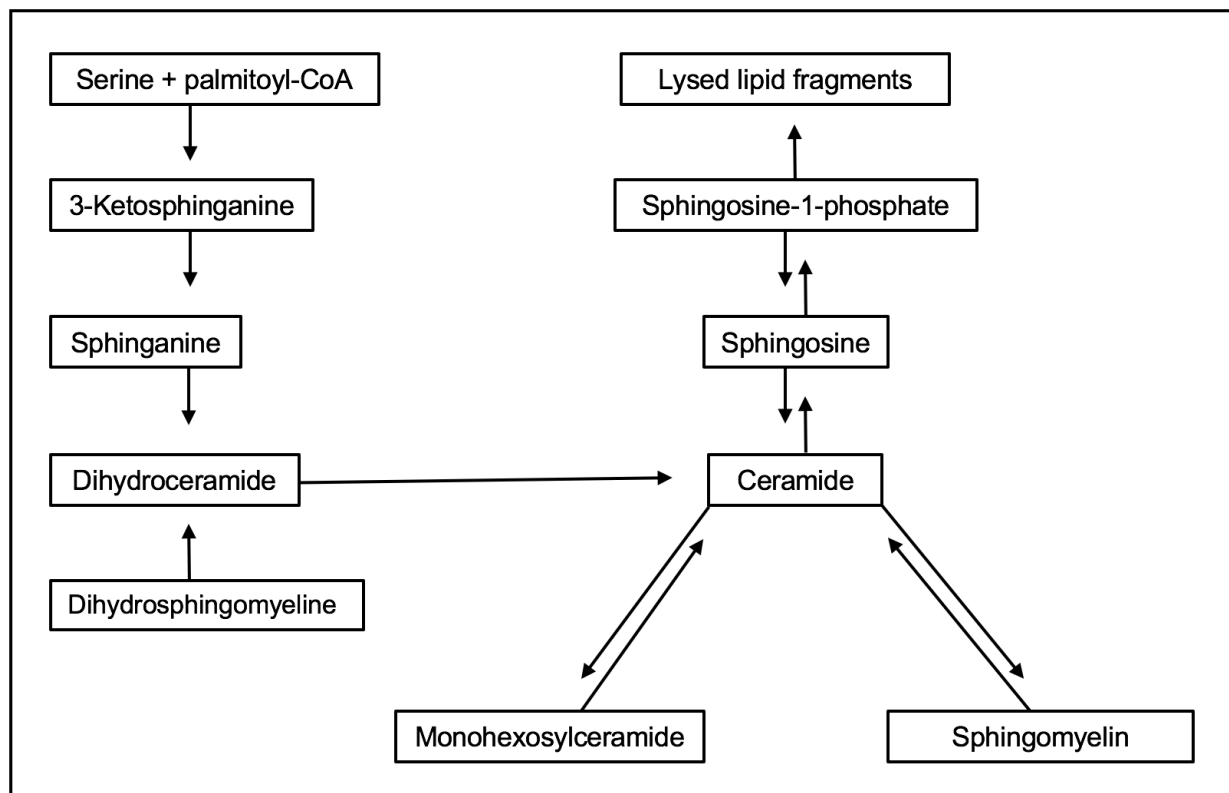 Serine + palmitoyl-CoA
Lysed lipid fragments
3-Ketosphinganine
Sphingosine-1-phosphate
Sphinganine
Sphingosine
Dihydroceramide
Ceramide
Dihydrosphingomyeline
Monohexosylceramide
Sphingomyelin